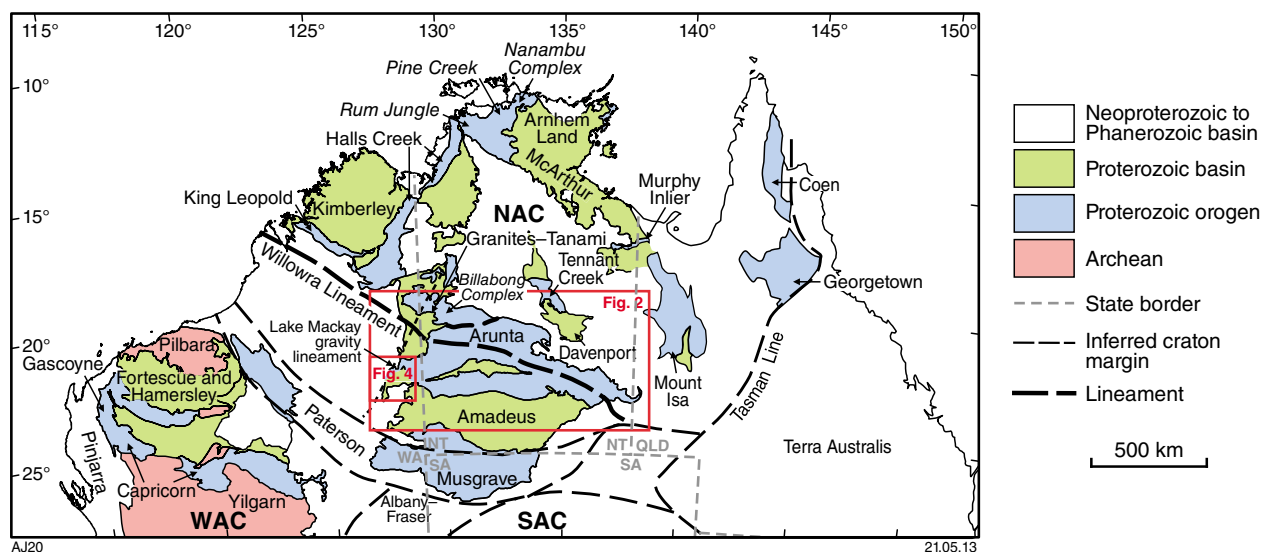 115° 120° 125° 130° 135° 140° 145° 150°
10°
15°
20°
25°
Nanambu
Complex
Pine Creek
Rum Jungle
Arnhem
Land
Halls Creek
McArthur
Murphy
Inlier
Coen
King Leopold
Kimberley
NAC
Granites–Tanami
Tennant
Creek
Georgetown
Willowra Lineament
Billabong
Complex
Fig. 2
Lake Mackay
gravity
lineament
Arunta
Davenport
Mount
Isa
Tasman Line
Pilbara
Gascoyne
Fortescue and
Hamersley
Fig. 4
Amadeus
Paterson
Pinjarra
NT
WA
SA
NT
QLD
SA
Terra Australis
Musgrave
Capricorn
Yilgarn
Albany–
Fraser
WAC
SAC
AJ20
21.05.13
Neoproterozoic to
Phanerozoic basin
Proterozoic basin
Proterozoic orogen
Archean
State border
Inferred craton
margin
Lineament
500 km